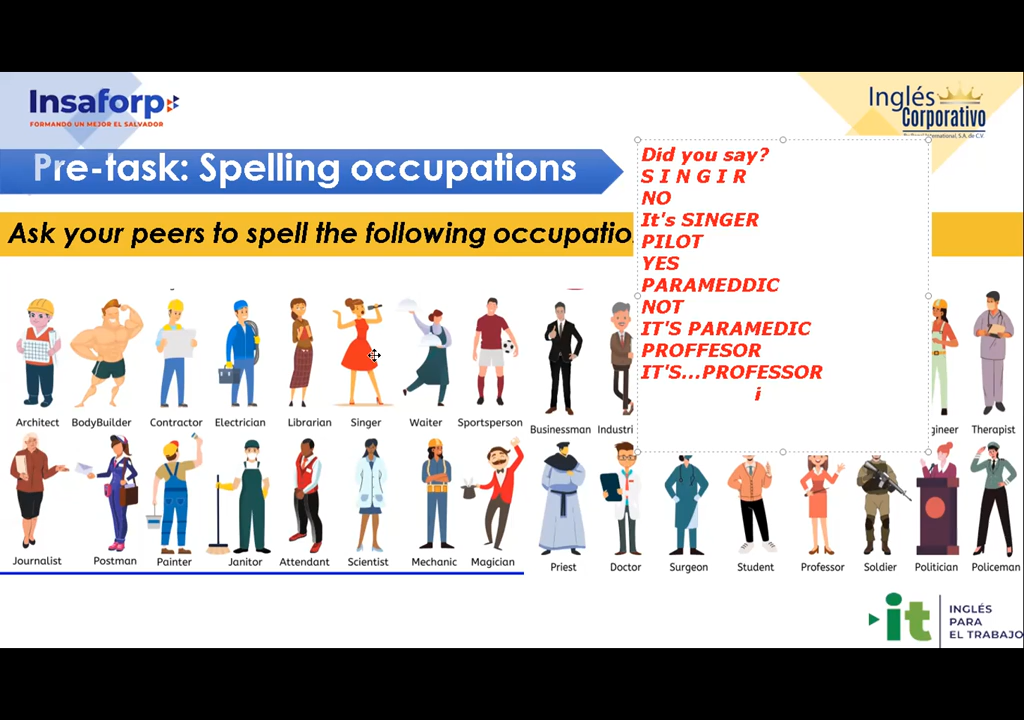 Insaforp
FORMANDO UN MEJOR EL SALVADOR
Inglés
Corporativo
Pre-task: Spelling occupations
Ask your peers to spell the following occupatio
Did you say?
S I N G I R
NO
It's SINGER
PILOT
YES
PARAMEDDIC
NOT
IT'S PARAMEDIC
PROFFESOR
IT'S...PROFESSOR
i
Architect BodyBuilder Contractor Electrician Librarian Singer Waiter Sportsperson Businessman Industri gineer Therapist
Journalist Postman Painter Janitor Attendant Scientist Mechanic Magician Priest Doctor Surgeon Student Professor Soldier Politician Policeman
it
INGLÉS
PARA
EL TRABAJO